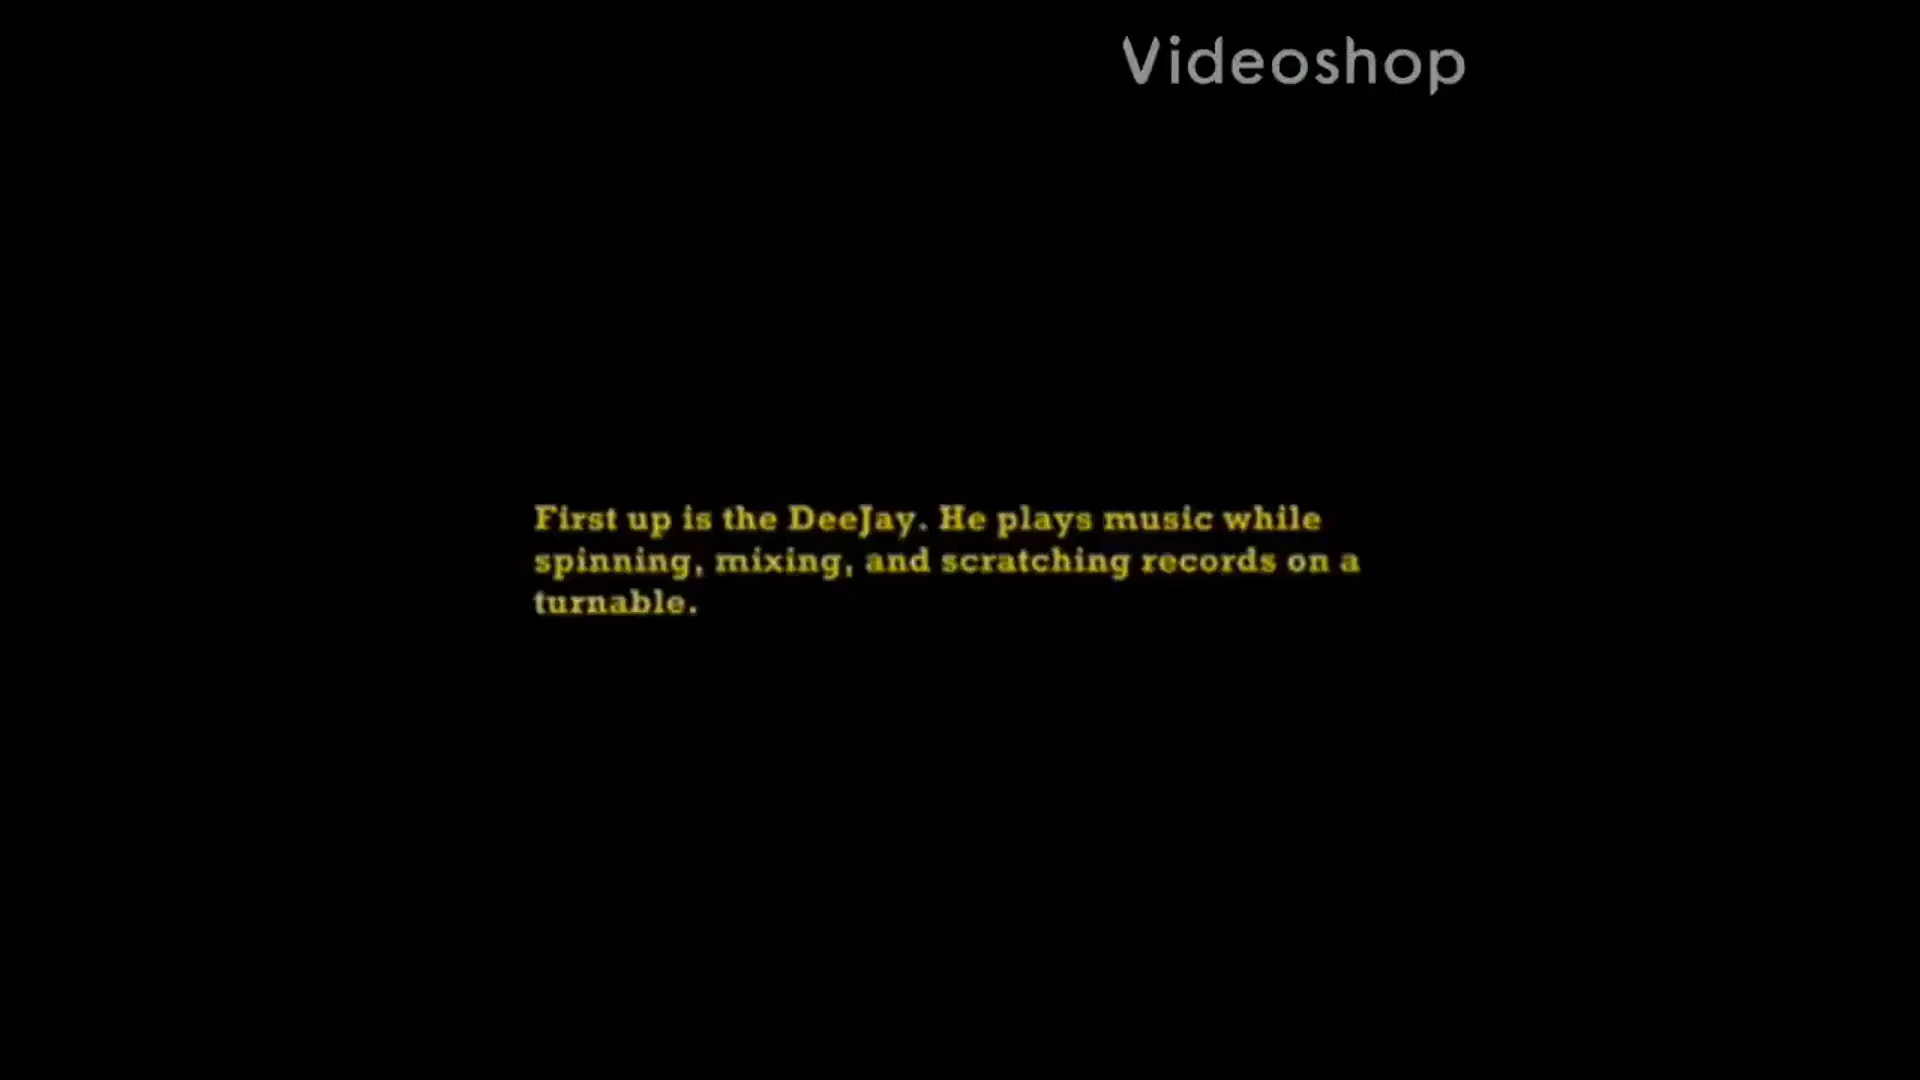 Videoshop
First up is the DeeJay. He plays music while
spinning, mixing, and scratching records on a
turnable.